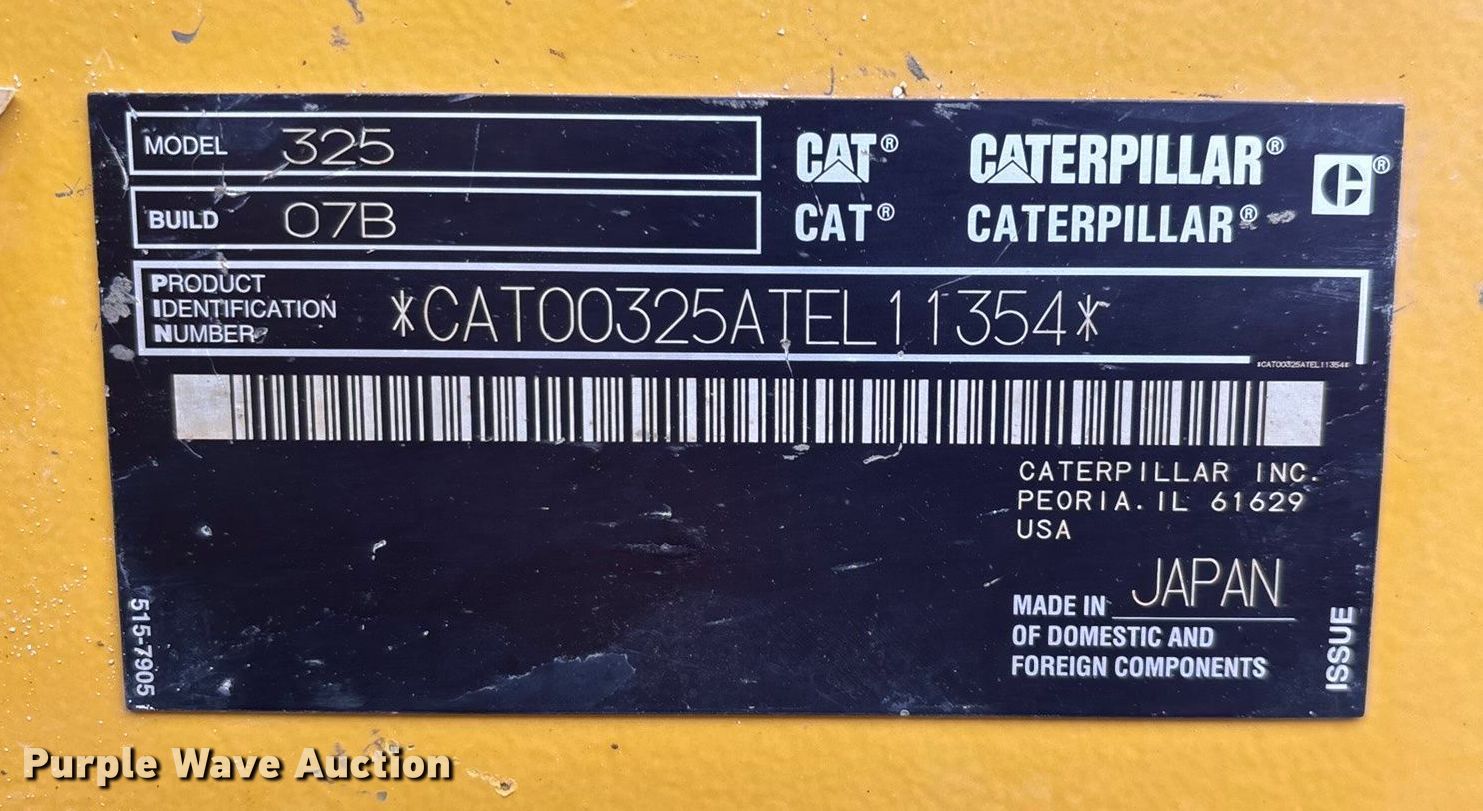 MODEL 325
BUILD 07B
CAT® CATERPILLAR® ®
CAT® CATERPILLAR®
PRODUCT
IDENTIFICATION
NUMBER
*CAT00325ATEL11354*
*CAT00325ATEL11354*
CATERPILLAR INC.
PEORIA. IL 61629
USA
MADE IN JAPAN
OF DOMESTIC AND
FOREIGN COMPONENTS
515-7905 1
ISSUE
Purple Wave Auction